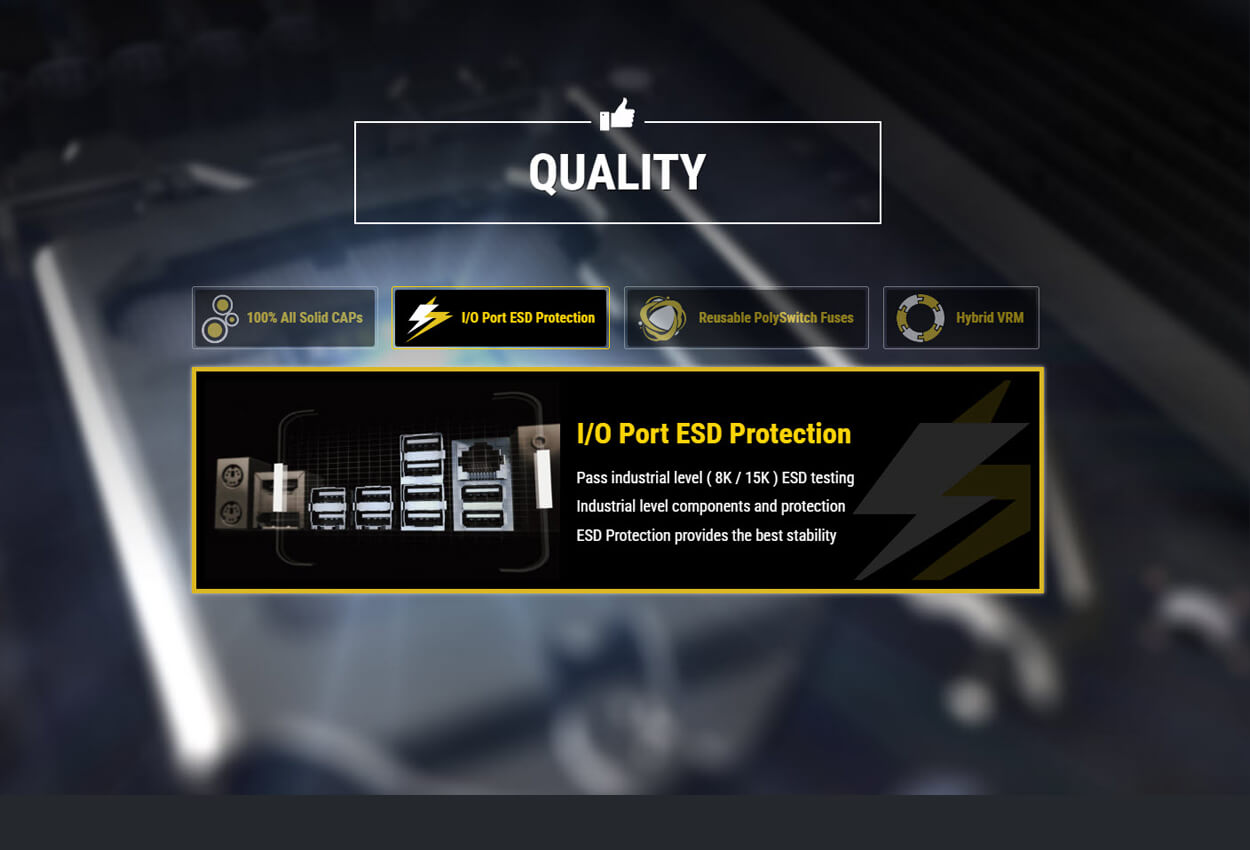 QUALITY
100% All Solid CAPs
I/O Port ESD Protection
Reusable PolySwitch Fuses
Hybrid VRM
I/O Port ESD Protection
Pass industrial level ( 8K / 15K ) ESD testing
Industrial level components and protection
ESD Protection provides the best stability